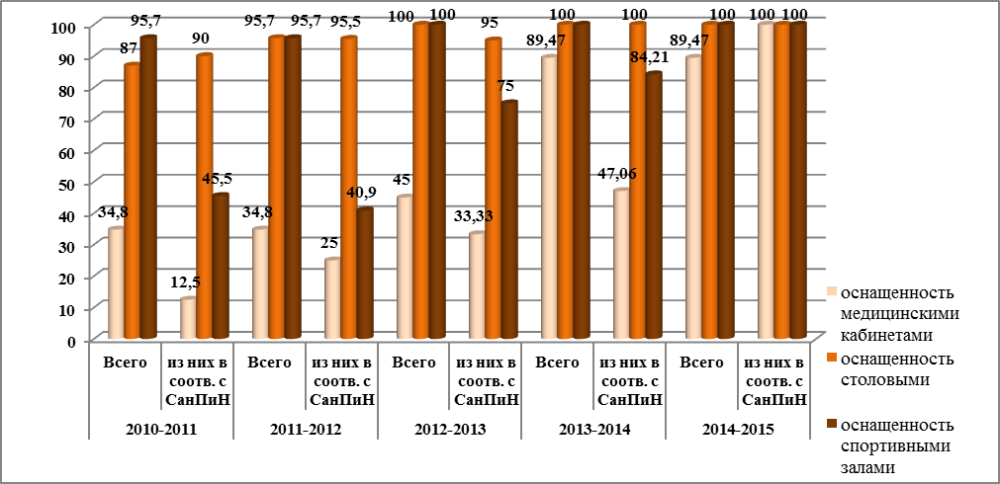 100
90
80
70
60
50
40
30
20
10
0
34,8
87
95,7
12,5
90
45,5
34,8
95,7
95,7
25
95,5
40,9
45
100
100
33,33
95
75
89,47
100
47,06
100
84,21
89,47
100
100
100
100
Всего
из них в
соотв. с
СанПиН
Всего
из них в
соотв. с
СанПиН
Всего
из них в
соотв. с
СанПиН
Всего
из них в
соотв. с
СанПиН
Всего
из них в
соотв. с
СанПиН
2010-2011
2011-2012
2012-2013
2013-2014
2014-2015
оснащенность
медицинскими
кабинетами
оснащенность
столовыми
оснащенность
спортивными
залами